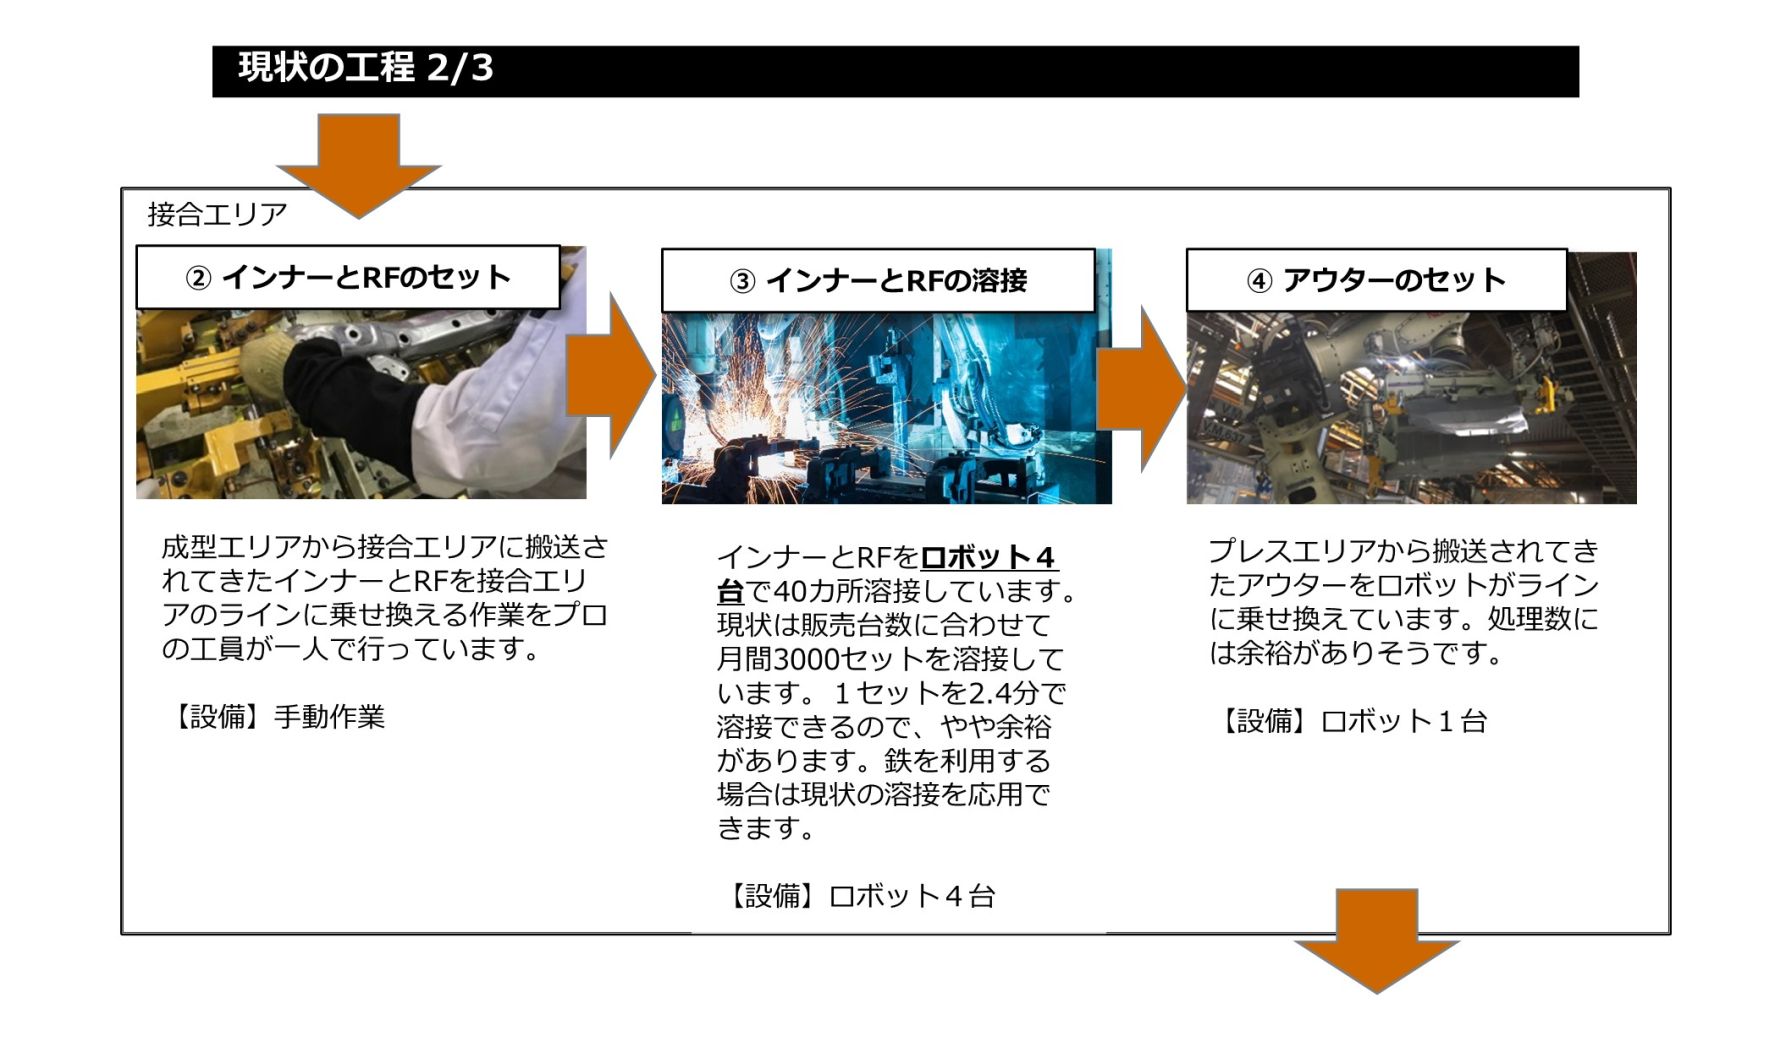 現状の工程 2/3
接合エリア
② インナーとRFのセット
③ インナーとRFの溶接
④ アウターのセット
成型エリアから接合エリアに搬送さ
れてきたインナーとRFを接合エリ
アのラインに乗せ換える作業をプロ
の工員が一人で行っています。
【設備】手動作業
インナーとRFをロボット４
台で40カ所溶接しています。
現状は販売台数に合わせて
月間3000セットを溶接して
います。１セットを2.4分で
溶接できるので、やや余裕
があります。鉄を利用する
場合は現状の溶接を応用で
きます。
【設備】ロボット４台
プレスエリアから搬送されてき
たアウターをロボットがライン
に乗せ換えています。処理数に
は余裕がありそうです。
【設備】ロボット１台